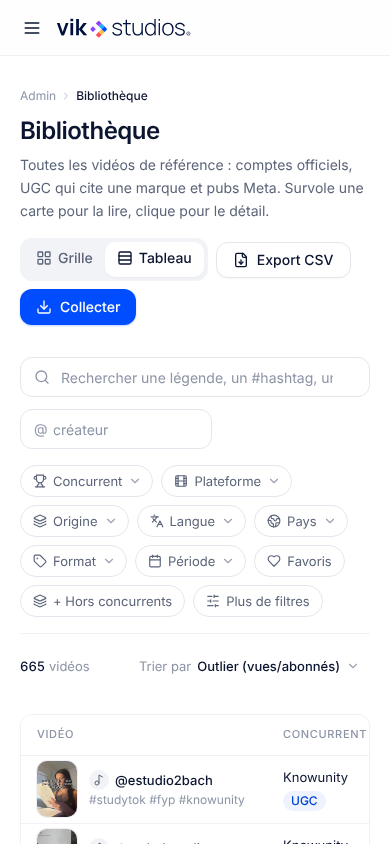 vik studios®
Admin > Bibliothèque
Bibliothèque
Toutes les vidéos de référence : comptes officiels,
UGC qui cite une marque et pubs Meta. Survole une
carte pour la lire, clique pour le détail.
Grille Tableau Export CSV
Collecter
Rechercher une légende, un #hashtag, ur
@ créateur
Concurrent Plateforme
Origine Langue Pays
Format Période Favoris
+ Hors concurrents Plus de filtres
665 vidéos Trier par Outlier (vues/abonnés)
VIDÉO CONCURRENT
@estudio2bach Knowunity
#studytok #fyp #knowunity UGC